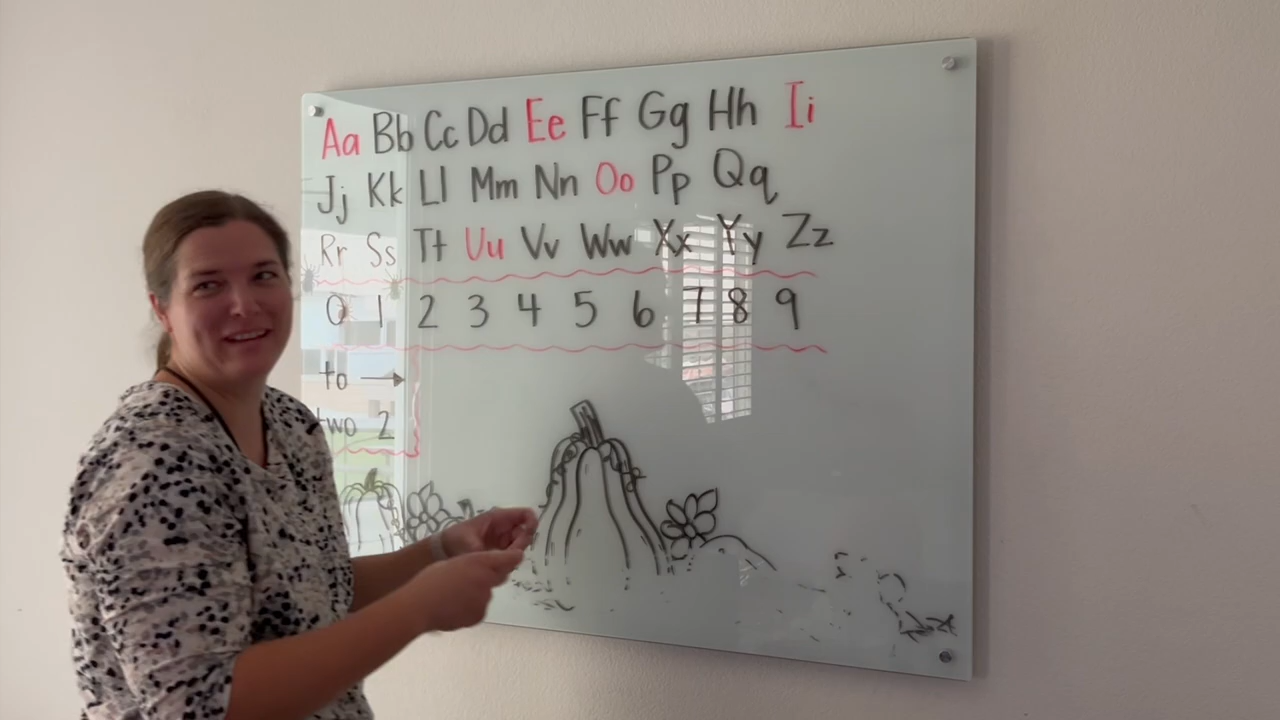 Aa Bb Cc Dd Ee Ff Gg Hh Ii
Jj Kk Ll Mm Nn Oo Pp Qq
Rr Ss Tt Uu Vv Ww Xx Yy Zz
0 1 2 3 4 5 6 7 8 9
to →
two 2